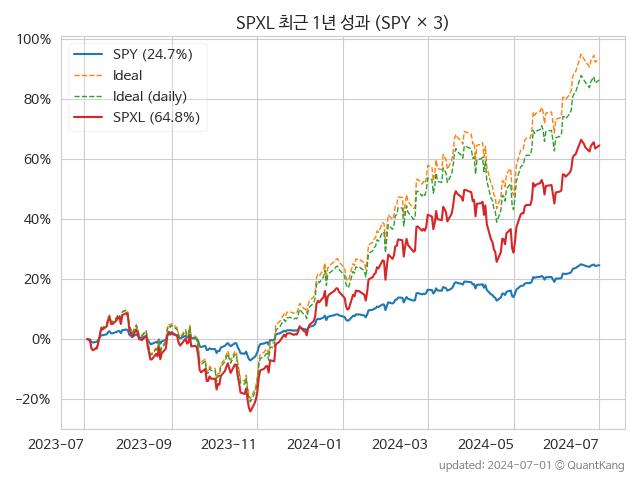 SPXL 최근 1년 성과 (SPY × 3)
100%
80%
60%
40%
20%
0%
−20%
SPY (24.7%)
Ideal
Ideal (daily)
SPXL (64.8%)
2023-07
2023-09
2023-11
2024-01
2024-03
2024-05
2024-07
updated: 2024-07-01 © QuantKang